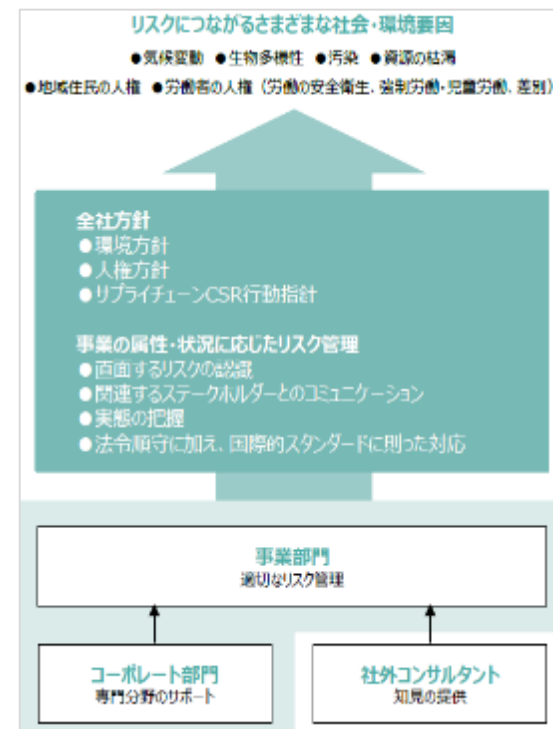 リスクにつながるさまざまな社会・環境要因
●気候変動 ●生物多様性 ●汚染 ●資源の枯渇
●地域住民の人権 ●労働者の人権（労働の安全衛生、強制労働・児童労働、差別）
全社方針
●環境方針
●人権方針
●サプライチェーンCSR行動指針
事業の属性・状況に応じたリスク管理
●直面するリスクの認識
●関連するステークホルダーとのコミュニケーション
●実態の把握
●法令順守に加え、国際的スタンダードに則った対応
事業部門
適切なリスク管理
コーポレート部門
専門分野のサポート
社外コンサルタント
知見の提供